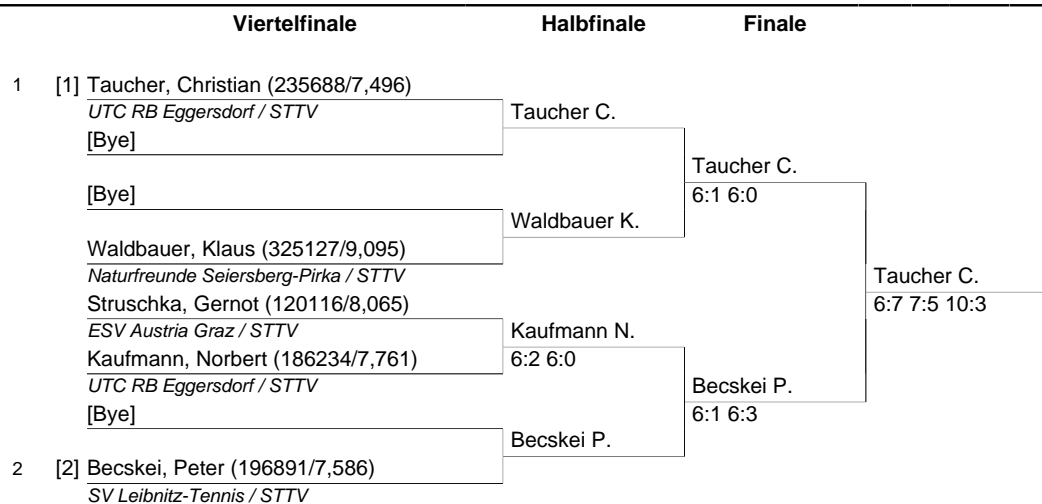 Viertelfinale Halbfinale Finale
1 [1] Taucher, Christian (235688/7,496)
UTC RB Eggersdorf / STTV Taucher C.
[Bye]
Taucher C.
[Bye] 6:1 6:0
Waldbauer K.
Waldbauer, Klaus (325127/9,095)
Naturfreunde Seiersberg-Pirka / STTV Taucher C.
Struschka, Gernot (120116/8,065) 6:7 7:5 10:3
ESV Austria Graz / STTV Kaufmann N.
Kaufmann, Norbert (186234/7,761) 6:2 6:0
UTC RB Eggersdorf / STTV Becskei P.
[Bye] 6:1 6:3
Becskei P.
2 [2] Becskei, Peter (196891/7,586)
SV Leibnitz-Tennis / STTV